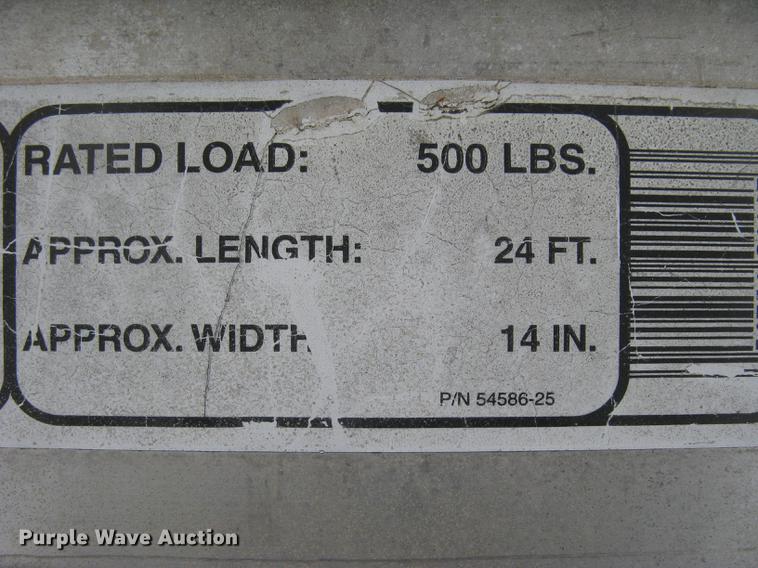 RATED LOAD: 500 LBS.
APPROX. LENGTH: 24 FT.
APPROX. WIDTH 14 IN.
P/N 54586-25
Purple Wave Auction